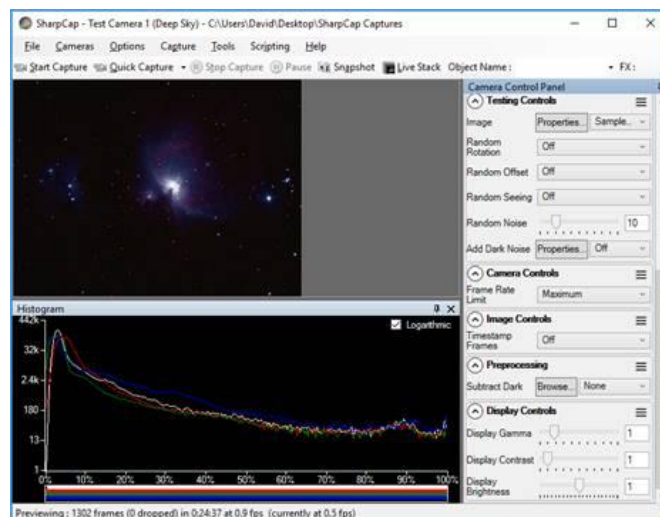 SharpCap - Test Camera 1 (Deep Sky) - C:\Users\David\Desktop\SharpCap Captures
File Cameras Options Capture Tools Scripting Help
Start Capture Quick Capture Stop Capture Pause Snapshot Live Stack Object Name : FX :
Camera Control Panel
Testing Controls
Image Properties... Sample..
Random Rotation Off
Random Offset Off
Random Seeing Off
Random Noise 10
Add Dark Noise Properties... Off
Camera Controls
Frame Rate Limit Maximum
Image Controls
Timestamp Frames Off
Preprocessing
Subtract Dark Browse... None
Display Controls
Display Gamma 1
Display Contrast 1
Display Brightness 1
Histogram
Logarithmic
442k
32k
2.4k
180
13
1
0% 10% 20% 30% 40% 50% 60% 70% 80% 90% 100%
Previewing : 1302 frames (0 dropped) in 0:24:37 at 0.9 fps (currently at 0.5 fps)